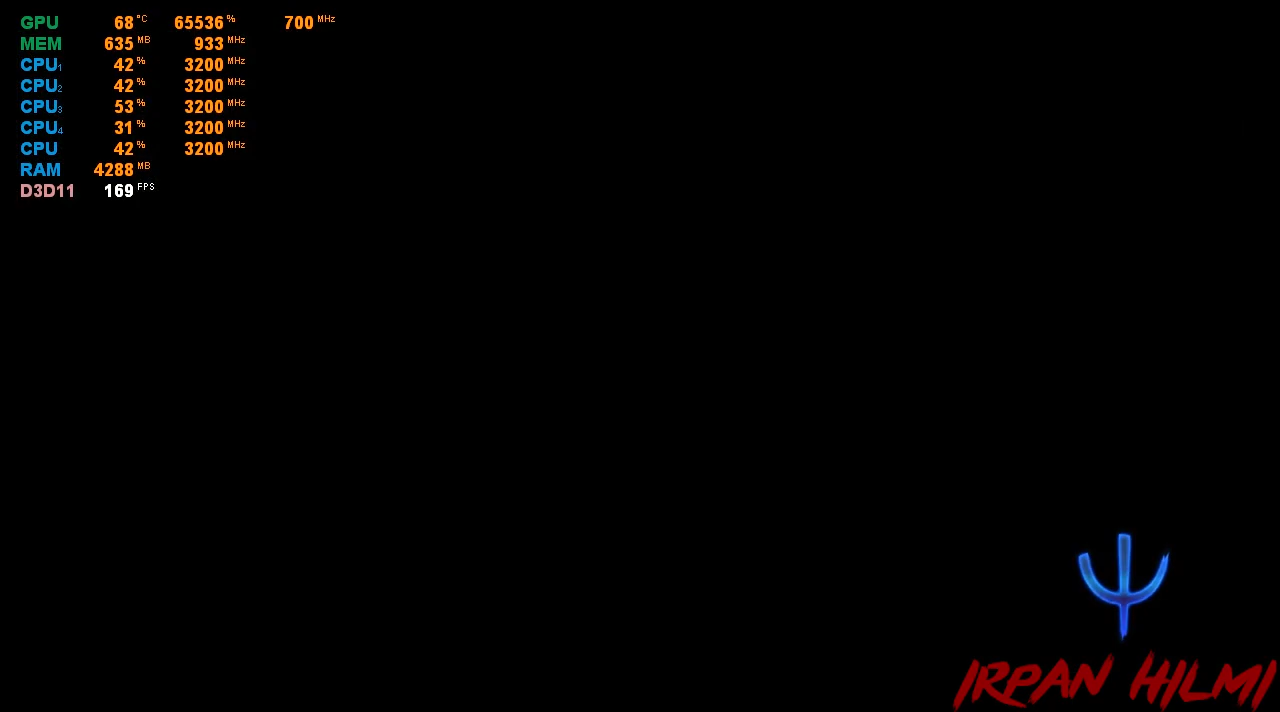 GPU 68 °C 65536 % 700 MHz
MEM 635 MB 933 MHz
CPU1 42 % 3200 MHz
CPU2 42 % 3200 MHz
CPU3 53 % 3200 MHz
CPU4 31 % 3200 MHz
CPU 42 % 3200 MHz
RAM 4288 MB
D3D11 169 FPS
IRPAN HILMI